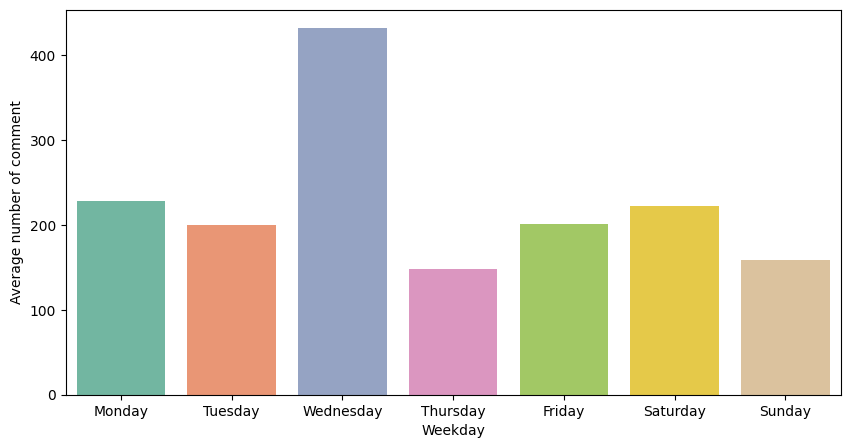 Average number of comment
400
300
200
100
0
Monday Tuesday Wednesday Thursday Friday Saturday Sunday
Weekday